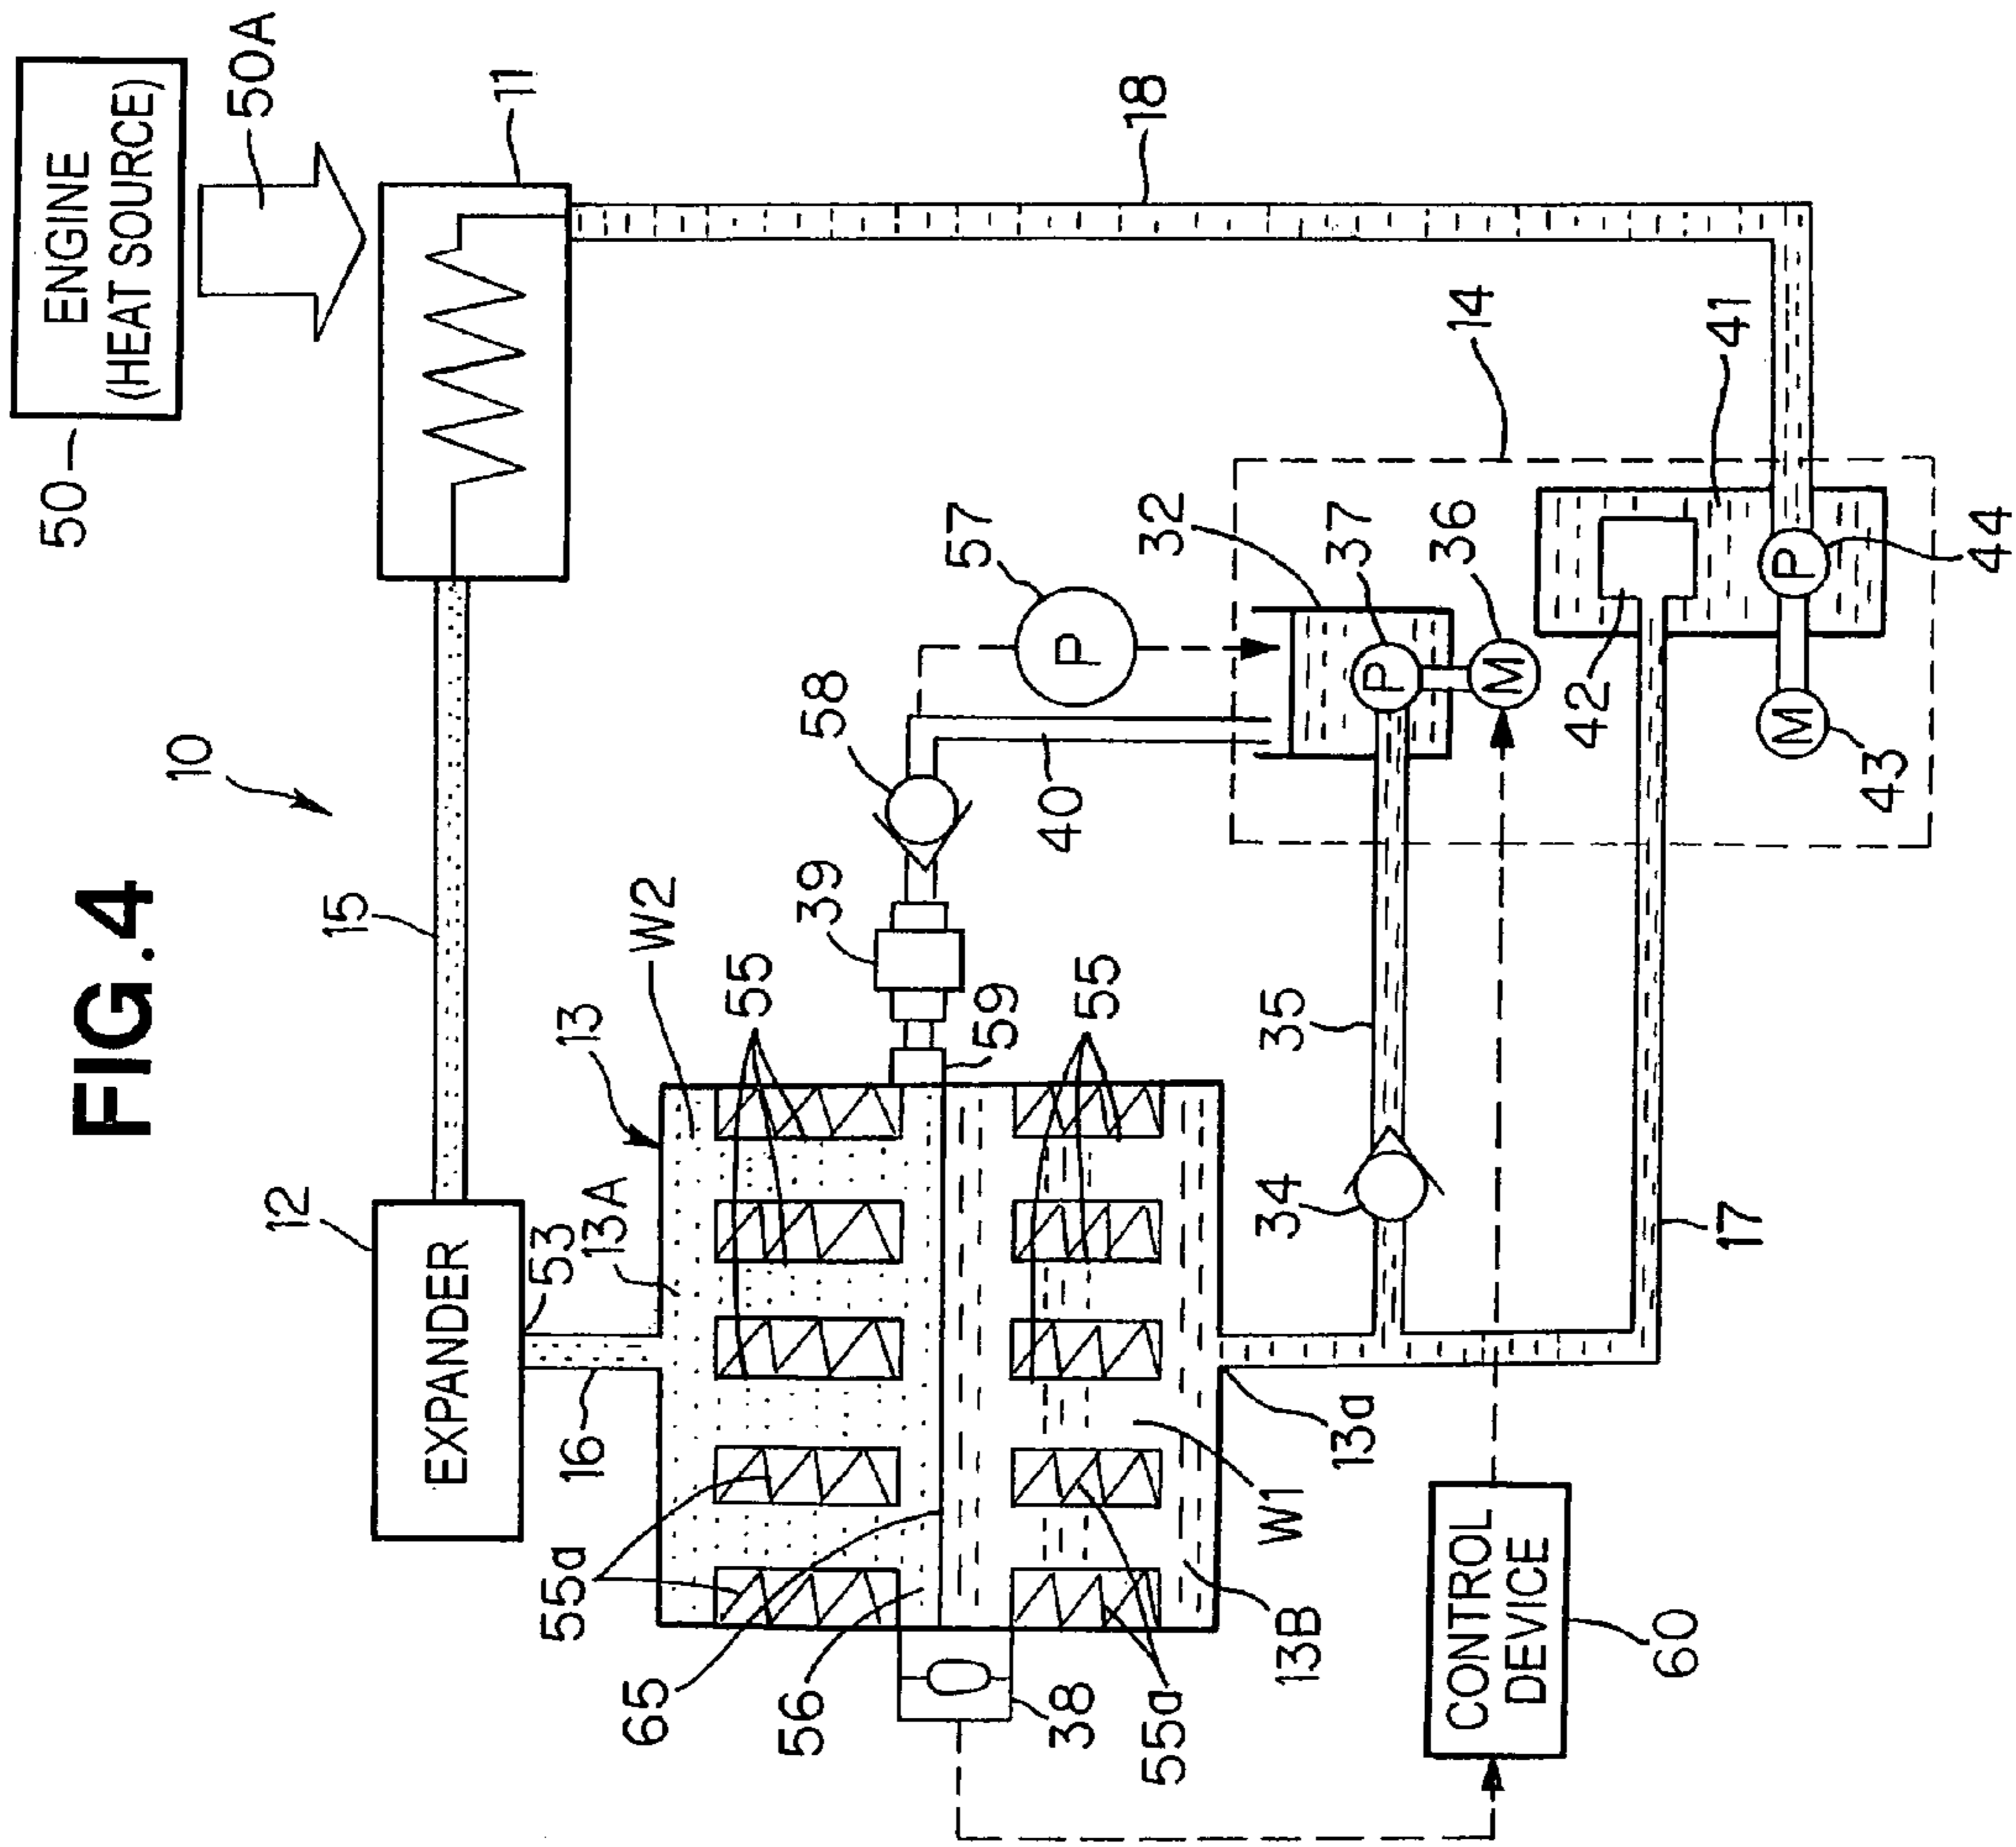 FIG.4
10
ENGINE
(HEAT SOURCE)
50
50A
11
15
12
EXPANDER
53
16
13
13A
W2
55
55
55a
55a
65
56
38
13B
W1
13a
59
39
58
40
57
P
32
14
37
P
36
M
41
42
44
P
43
M
18
35
34
17
CONTROL
DEVICE
60